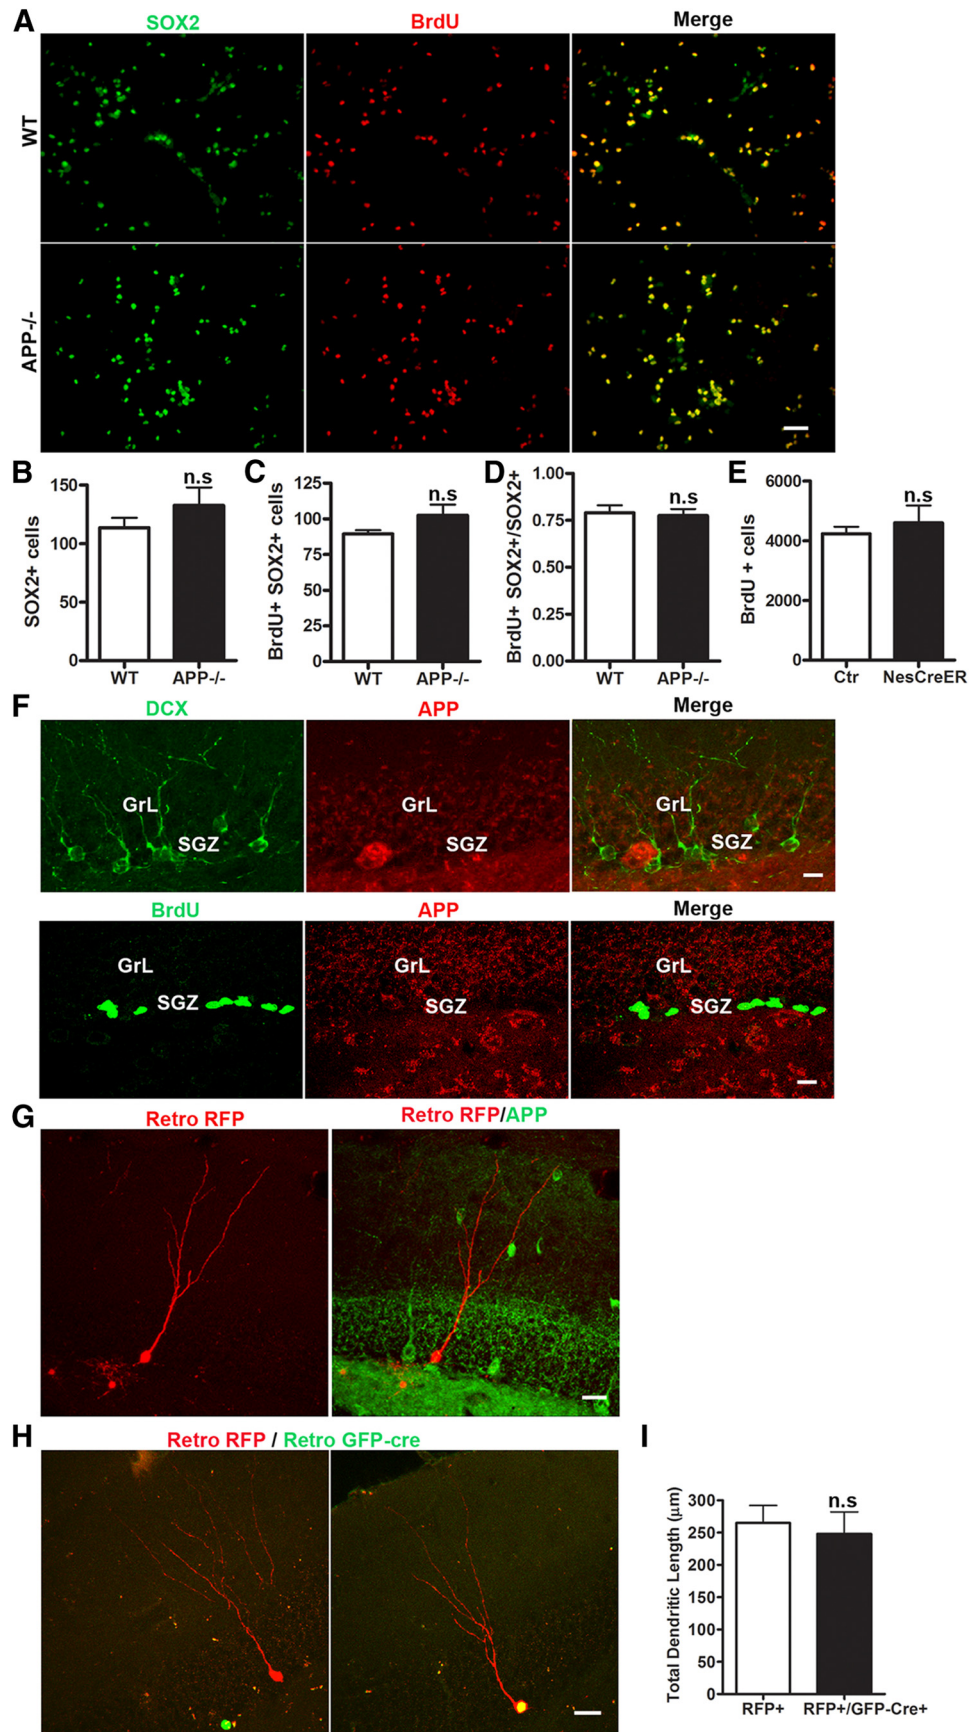 A
SOX2 BrdU Merge
WT
APP-/-
B
SOX2+ cells
150
100
50
0
n.s
WT APP-/-
C
BrdU+ SOX2+ cells
125
100
75
50
25
0
n.s
WT APP-/-
D
BrdU+ SOX2+/SOX2+
1.00
0.75
0.50
0.25
0.00
n.s
WT APP-/-
E
BrdU + cells
6000
4000
2000
0
n.s
Ctr NesCreER
F
DCX APP Merge
GrL GrL GrL
SGZ SGZ SGZ
BrdU APP Merge
GrL GrL GrL
SGZ SGZ SGZ
G
Retro RFP Retro RFP/APP
H
Retro RFP / Retro GFP-cre
I
Total Dendritic Length (μm)
300
250
200
150
100
50
0
n.s
RFP+ RFP+/GFP-Cre+